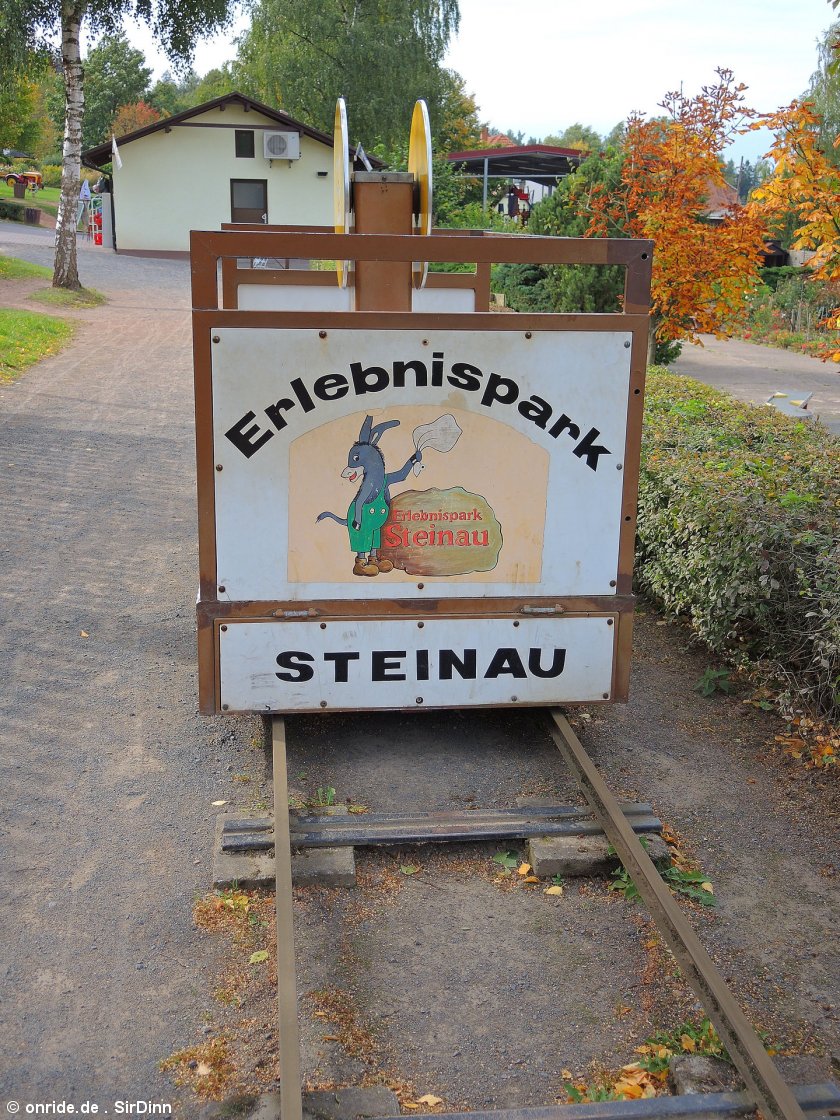 Erlebnispark
Erlebnispark
Steinau
STEINAU
© onride.de . SirDinn